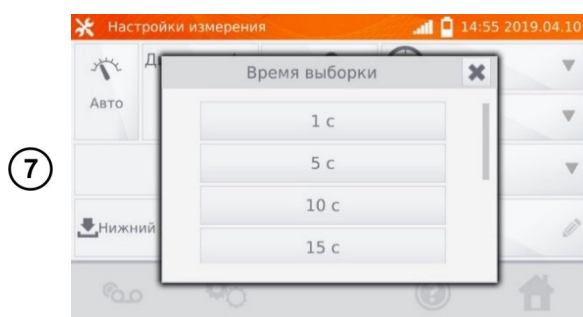 Настройки измерения 14:55 2019.04.10
Время выборки
Авто
1 с
7
5 с
10 с
Нижний
15 с